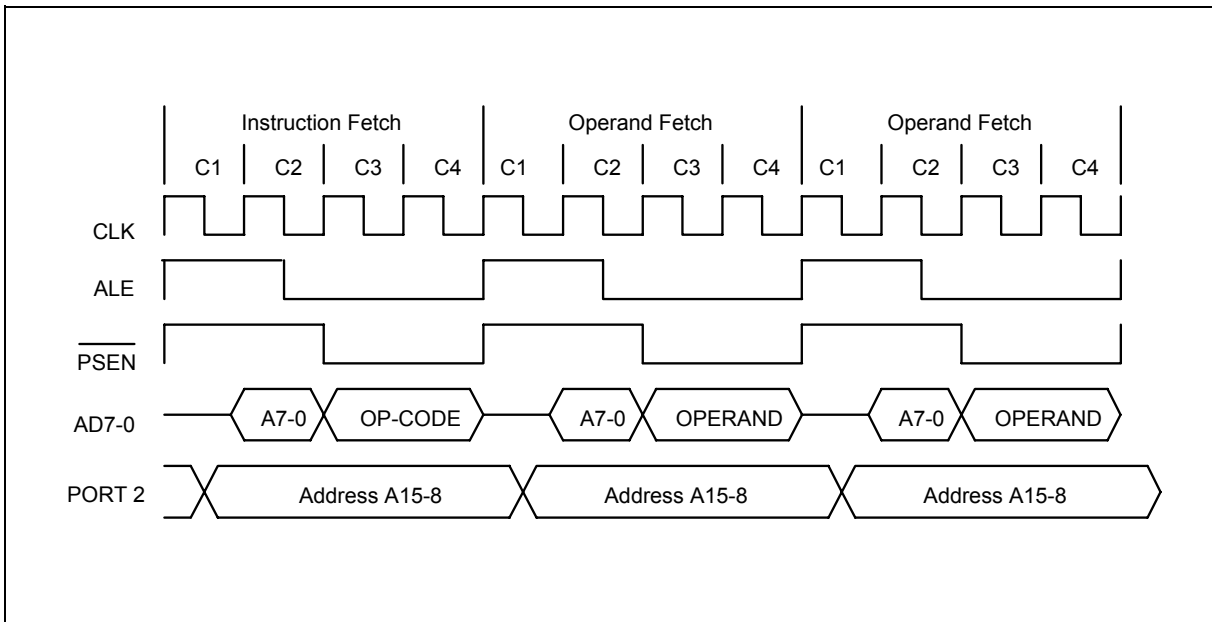 Instruction Fetch Operand Fetch Operand Fetch
C1 C2 C3 C4 C1 C2 C3 C4 C1 C2 C3 C4
CLK
ALE
PSEN
AD7-0 A7-0 OP-CODE A7-0 OPERAND A7-0 OPERAND
PORT 2 Address A15-8 Address A15-8 Address A15-8